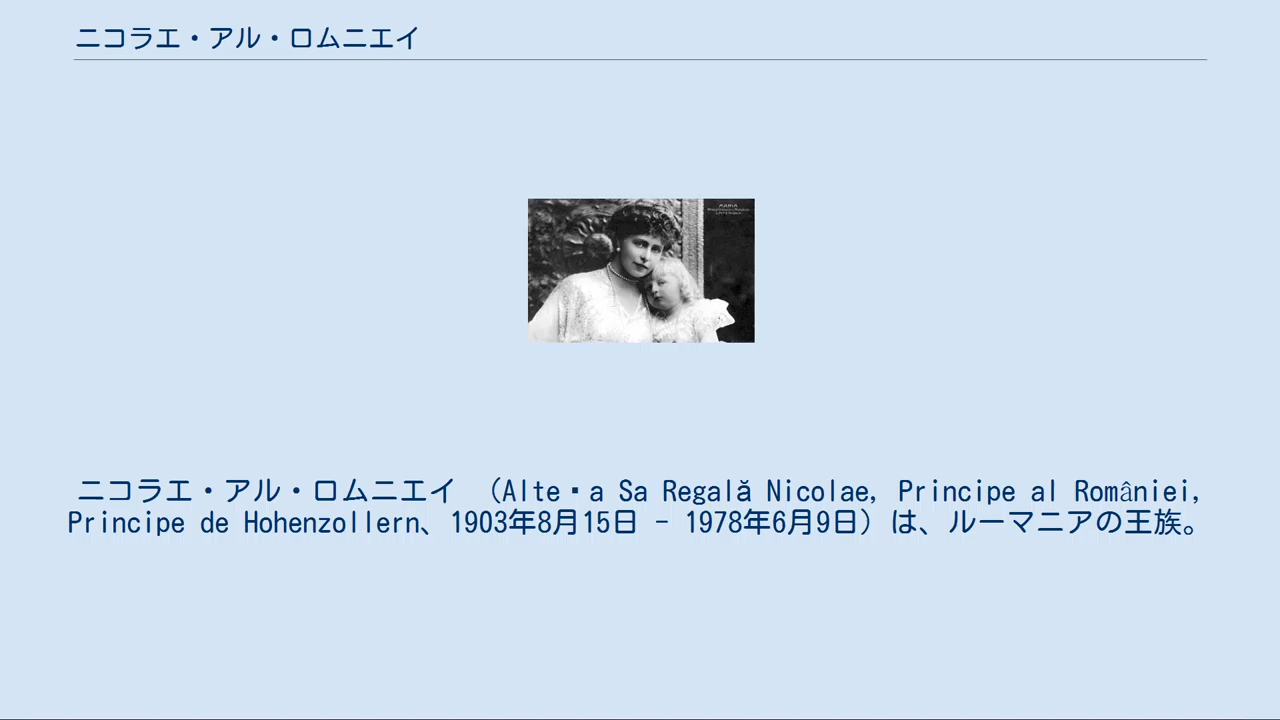 ニコラエ・アル・ロムニエイ
ニコラエ・アル・ロムニエイ （Alte▪a Sa Regală Nicolae, Principe al României,
Principe de Hohenzollern、1903年8月15日 - 1978年6月9日）は、ルーマニアの王族。